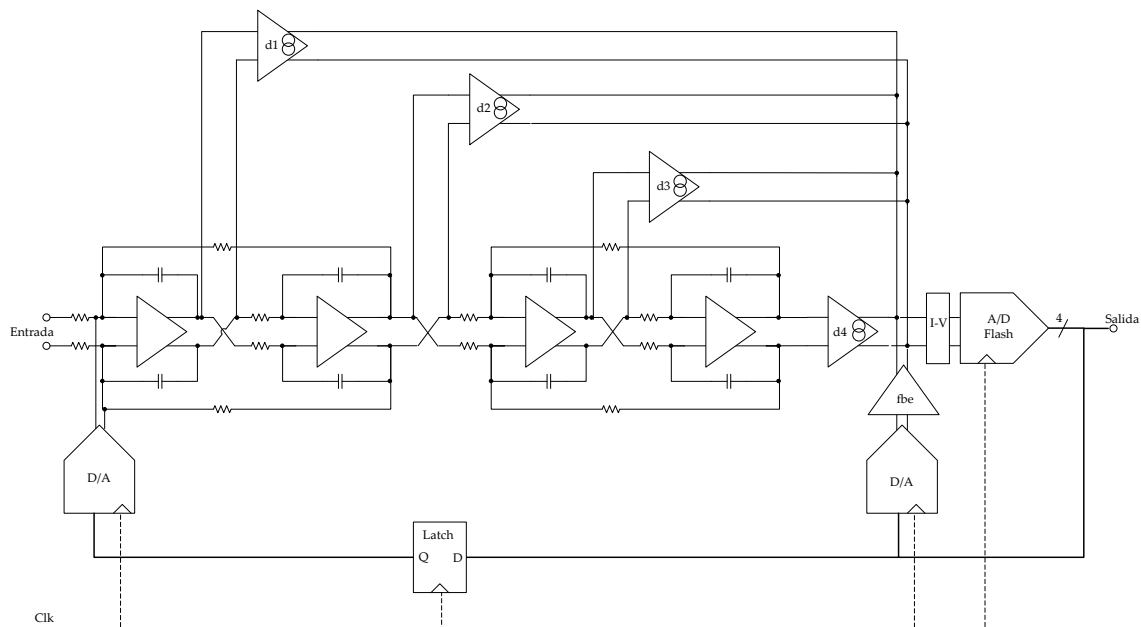 d1
d2
d3
Entrada
d4
I-V
A/D
Flash
4
Salida
fbe
D/A
D/A
Latch
Q D
Clk